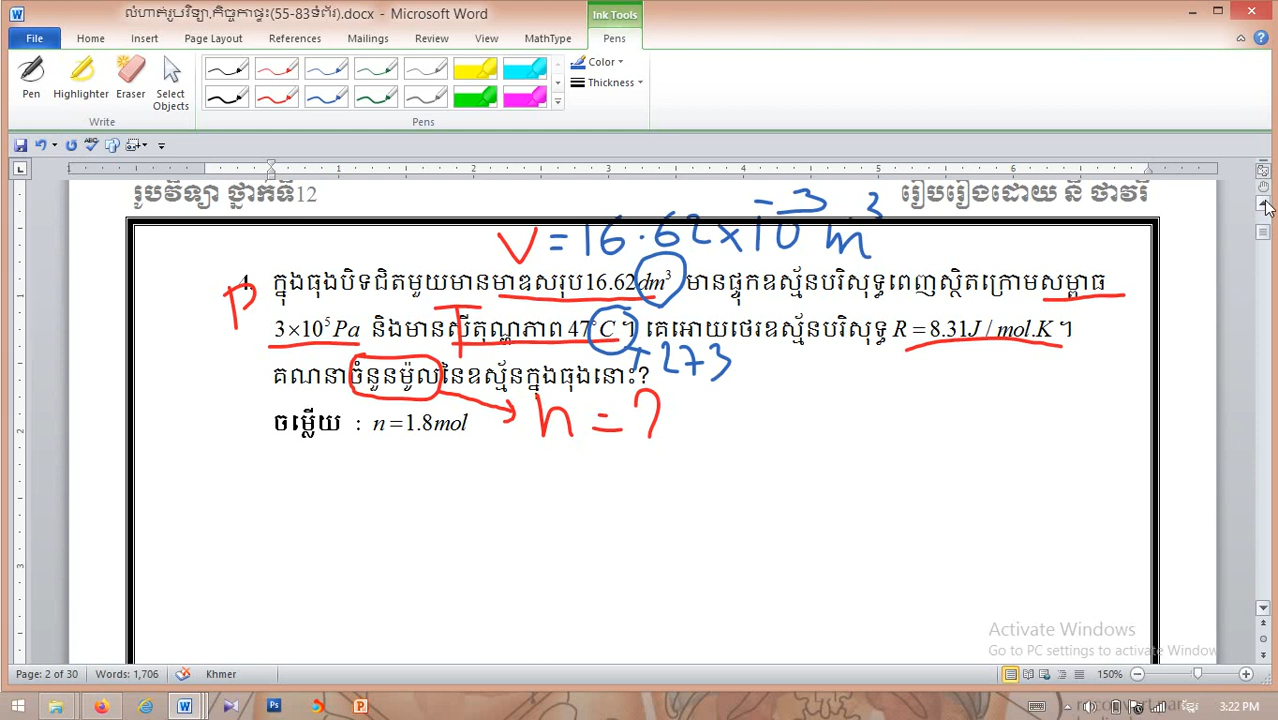 លំហាត់រូបវិទ្យា,កិច្ចការផ្ទះ(55-83ទំព័រ).docx - Microsoft Word
Ink Tools
File Home Insert Page Layout References Mailings Review View MathType Pens
Pen Highlighter Eraser Select Objects
Color
Thickness
Write Pens
រូបវិទ្យា ថ្នាក់ទី12 រៀបរៀងដោយ នី ថាវរី
V = 16.62×10⁻³ m³
4. ក្នុងធុងបិទជិតមួយមានមាឌសរុប16.62dm³ មានផ្ទុកឧស្ម័នបរិសុទ្ធពេញស្ថិតក្រោមសម្ពាធ
P
T
3×10⁵Pa និងមានសីតុណ្ណភាព 47°C ។ គេអោយថេរឧស្ម័នបរិសុទ្ធ R = 8.31J / mol.K ។
+273
គណនាចំនួនម៉ូលនៃឧស្ម័នក្នុងធុងនោះ?
n = ?
ចម្លើយ : n = 1.8mol
Activate Windows
Go to PC settings to activate Windows
Page: 2 of 30 Words: 1,706 Khmer 150%
3:22 PM